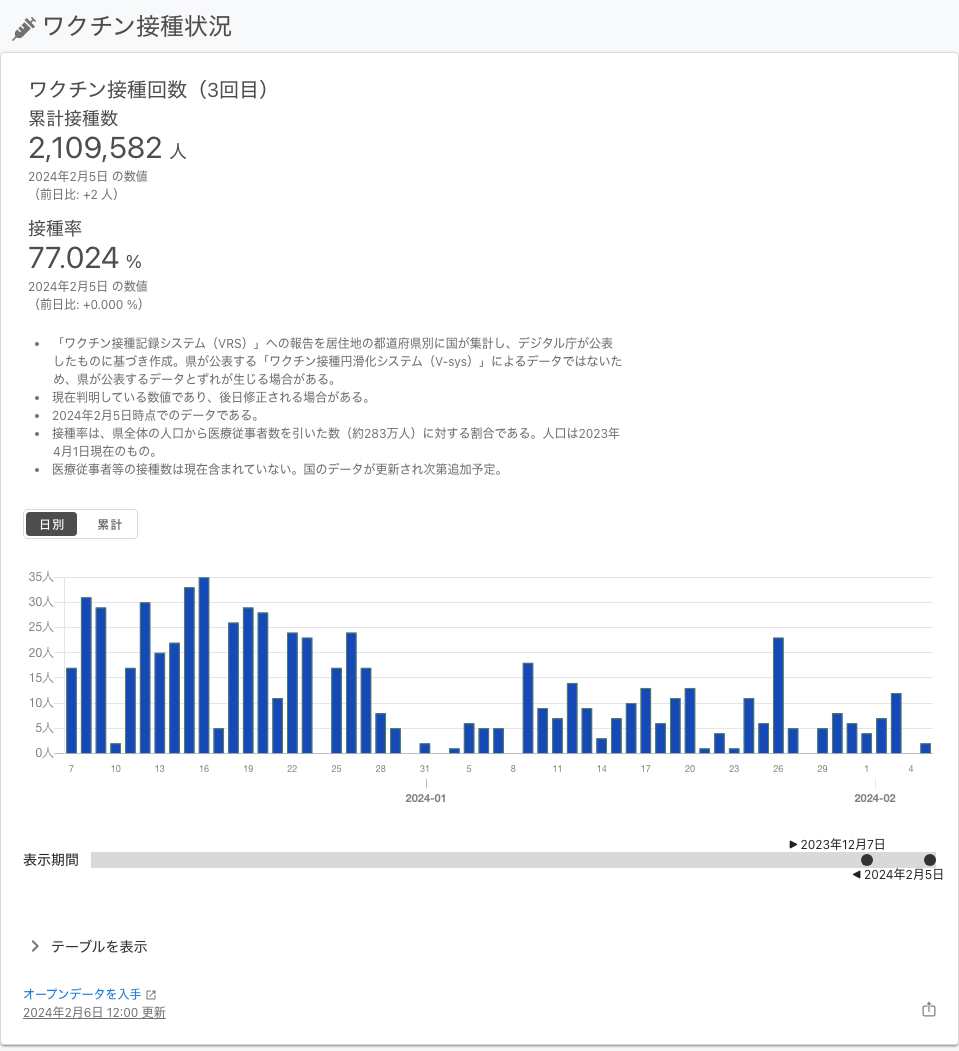 ワクチン接種状況
ワクチン接種回数（3回目）
累計接種数
2,109,582 人
2024年2月5日 の数値
（前日比: +2 人）
接種率
77.024 %
2024年2月5日 の数値
（前日比: +0.000 %）
• 「ワクチン接種記録システム（VRS）」への報告を居住地の都道府県別に国が集計し、デジタル庁が公表
したものに基づき作成。県が公表する「ワクチン接種円滑化システム（V-sys）」によるデータではないた
め、県が公表するデータとずれが生じる場合がある。
• 現在判明している数値であり、後日修正される場合がある。
• 2024年2月5日時点でのデータである。
• 接種率は、県全体の人口から医療従事者数を引いた数（約283万人）に対する割合である。人口は2023年
4月1日現在のもの。
• 医療従事者等の接種数は現在含まれていない。国のデータが更新され次第追加予定。
日別 累計
35人
30人
25人
20人
15人
10人
5人
0人
7 10 13 16 19 22 25 28 31 5 8 11 14 17 20 23 26 29 1 4
2024-01 2024-02
▶ 2023年12月7日
表示期間
◀ 2024年2月5日
テーブルを表示
オープンデータを入手
2024年2月6日 12:00 更新